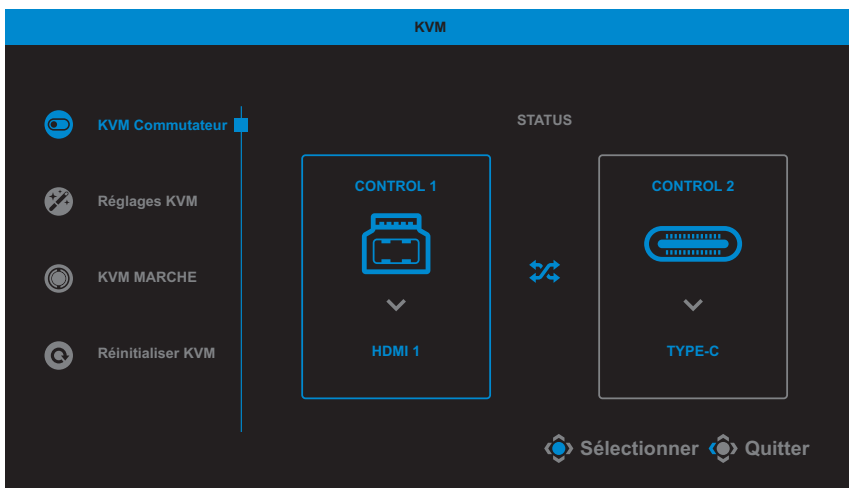 KVM
KVM Commutateur
Réglages KVM
KVM MARCHE
Réinitialiser KVM
STATUS
CONTROL 1
HDMI 1
CONTROL 2
TYPE-C
Sélectionner
Quitter